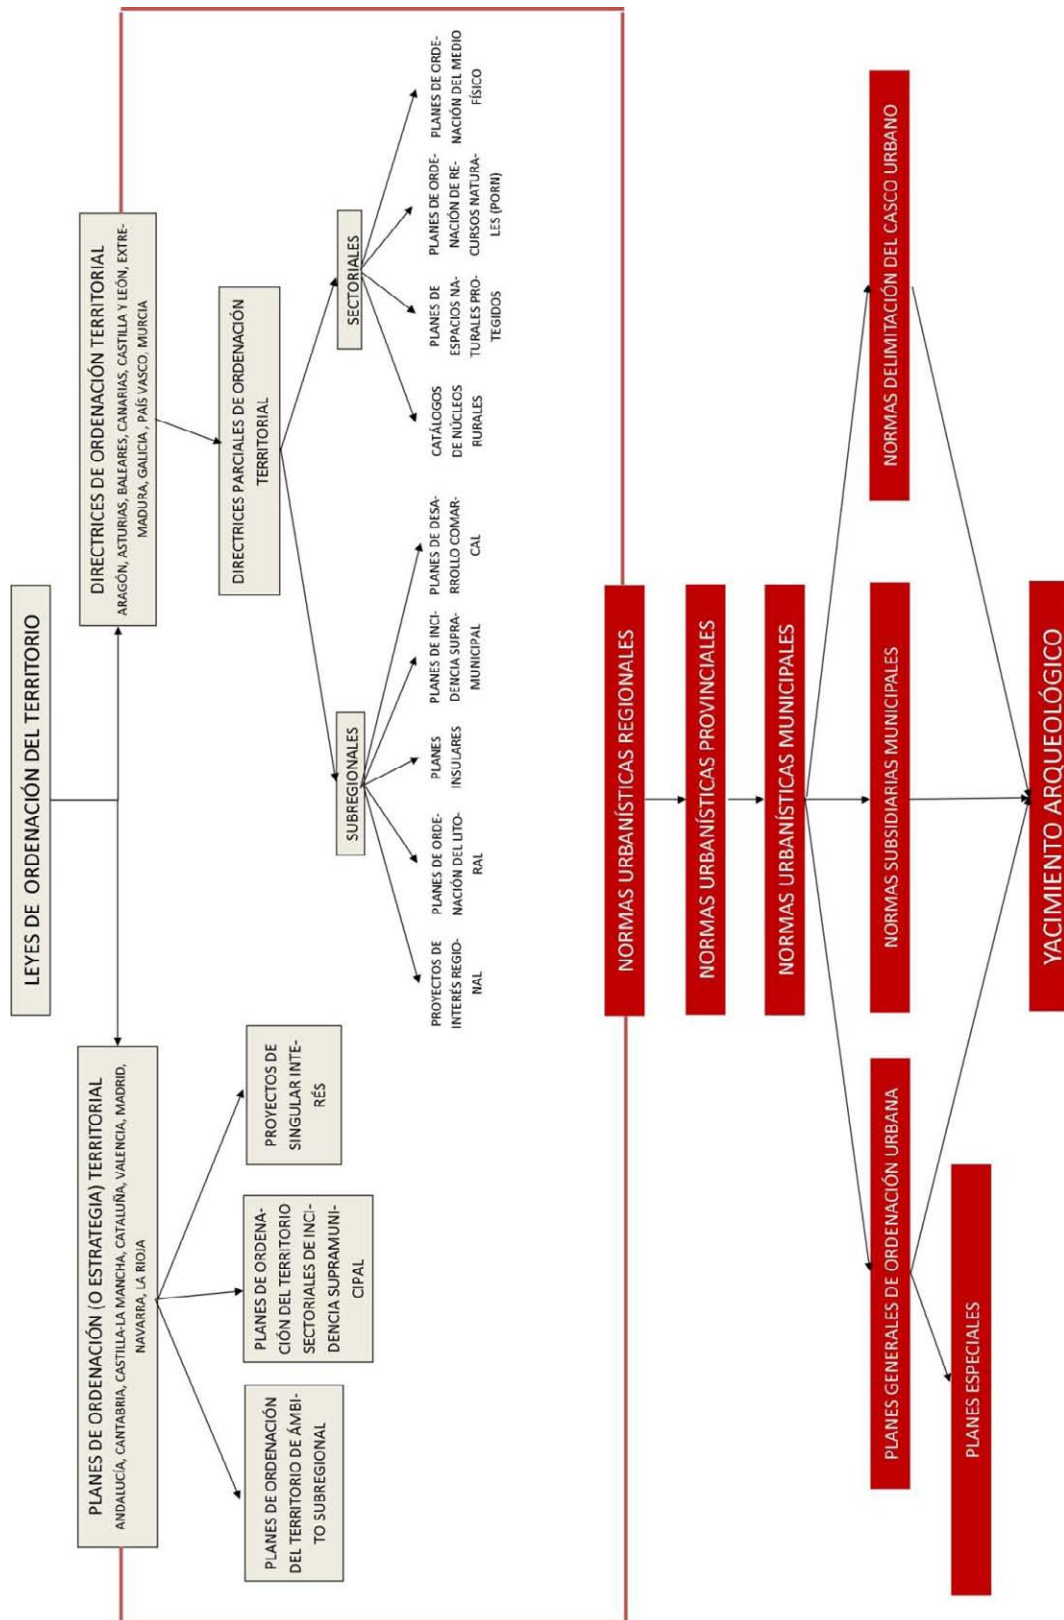 LEYES DE ORDENACIÓN DEL TERRITORIO
PLANES DE ORDENACIÓN (O ESTRATEGIA) TERRITORIAL
ANDALUCÍA, CANTABRIA, CASTILLA-LA MANCHA, CATALUÑA, VALENCIA, MADRID,
NAVARRA, LA RIOJA
DIRECTRICES DE ORDENACIÓN TERRITORIAL
ARAGÓN, ASTURIAS, BALEARES, CANARIAS, CASTILLA Y LEÓN, EXTRE-
MADURA, GALICIA , PAÍS VASCO, MURCIA
PLANES DE ORDENACIÓN
DEL TERRITORIO DE ÁMBI-
TO SUBREGIONAL
PLANES DE ORDENA-
CIÓN DEL TERRITORIO
SECTORIALES DE INCI-
DENCIA SUPRAMUNI-
CIPAL
PROYECTOS DE
SINGULAR INTE-
RÉS
DIRECTRICES PARCIALES DE ORDENACIÓN
TERRITORIAL
SUBREGIONALES
SECTORIALES
PROYECTOS DE
INTERÉS REGIO-
NAL
PLANES DE ORDE-
NACIÓN DEL LITO-
RAL
PLANES
INSULARES
PLANES DE INCI-
DENCIA SUPRA-
MUNICIPAL
PLANES DE DESA-
RROLLO COMAR-
CAL
CATÁLOGOS
DE NÚCLEOS
RURALES
PLANES DE
ESPACIOS NA-
TURALES PRO-
TEGIDOS
PLANES DE ORDE-
NACIÓN DE RE-
CURSOS NATURA-
LES (PORN)
PLANES DE ORDE-
NACIÓN DEL MEDIO
FÍSICO
NORMAS URBANÍSTICAS REGIONALES
NORMAS URBANÍSTICAS PROVINCIALES
NORMAS URBANÍSTICAS MUNICIPALES
PLANES GENERALES DE ORDENACIÓN URBANA
NORMAS SUBSIDIARIAS MUNICIPALES
NORMAS DELIMITACIÓN DEL CASCO URBANO
PLANES ESPECIALES
YACIMIENTO ARQUEOLÓGICO